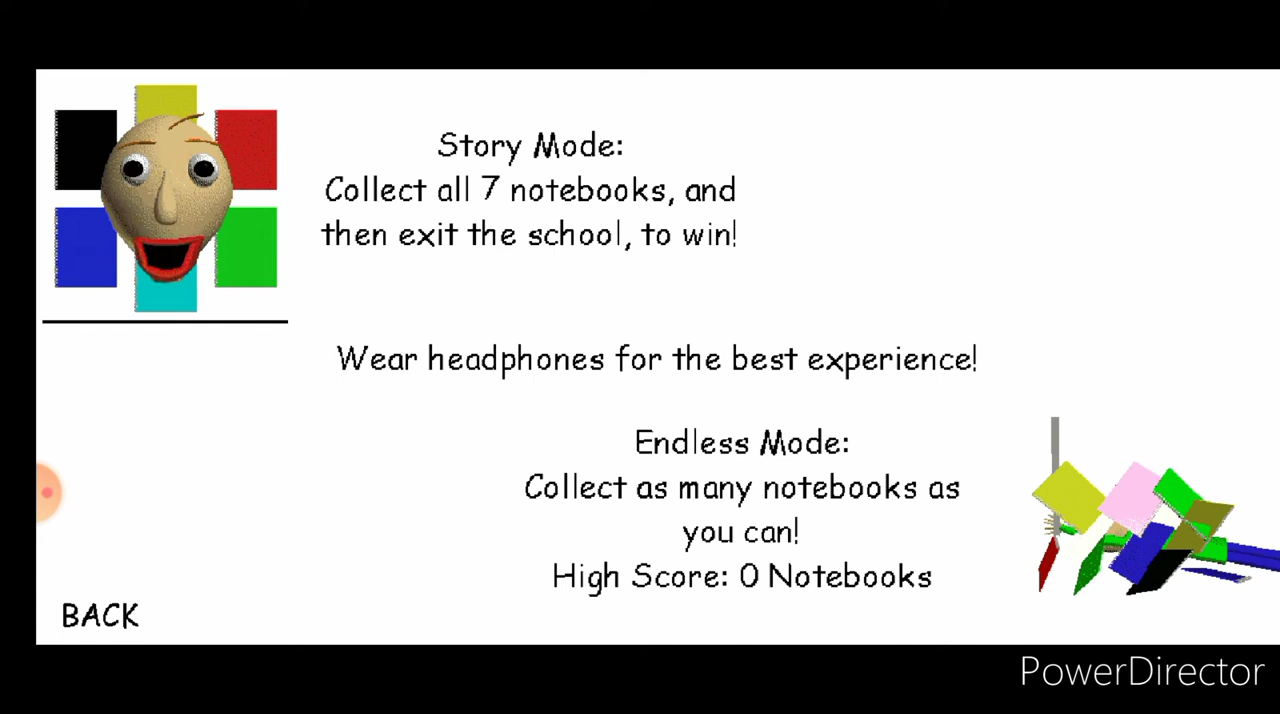 Story Mode:
Collect all 7 notebooks, and
then exit the school, to win!
Wear headphones for the best experience!
Endless Mode:
Collect as many notebooks as
you can!
High Score: 0 Notebooks
BACK
PowerDirector